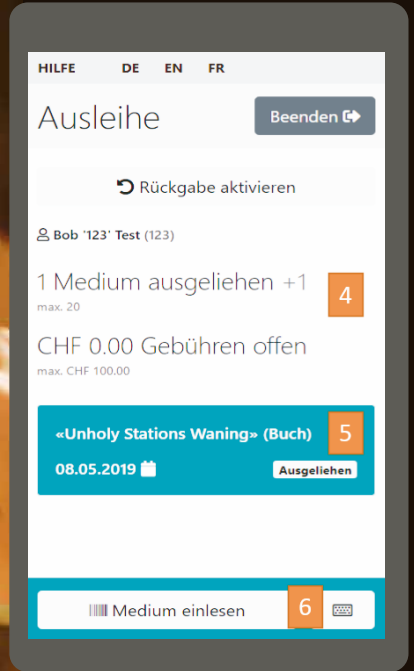 HILFE DE EN FR
Ausleihe
Beenden
Rückgabe aktivieren
Bob '123' Test (123)
1 Medium ausgeliehen +1
4
max. 20
CHF 0.00 Gebühren offen
max. CHF 100.00
«Unholy Stations Waning» (Buch)
5
08.05.2019
Ausgeliehen
Medium einlesen
6